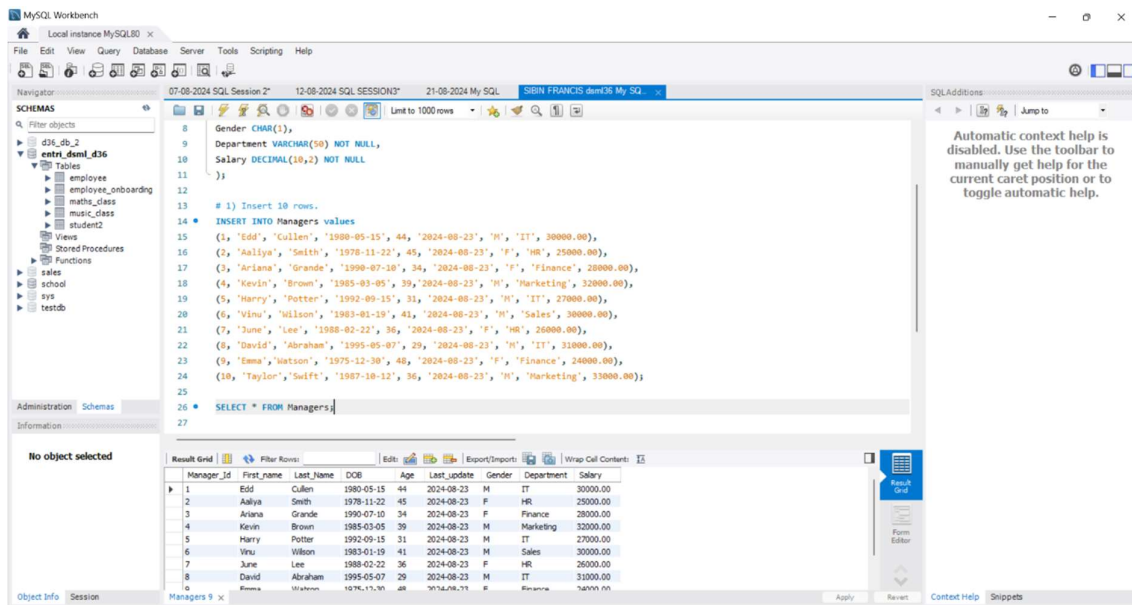 MySQL Workbench
Local instance MySQL80
File Edit View Query Database Server Tools Scripting Help
Navigator
SCHEMAS
Filter objects
d36_db_2
entri_dsml_d36
Tables
employee
employee_onboarding
maths_class
music_class
student2
Views
Stored Procedures
Functions
sales
school
sys
testdb
Administration Schemas
Information
No object selected
Object Info Session
07-08-2024 SQL Session 2* 12-08-2024 SQL SESSION3* 21-08-2024 My SQL SIBIN FRANCIS dsml36 My SQ...
Limit to 1000 rows
8 Gender CHAR(1),
9 Department VARCHAR(50) NOT NULL,
10 Salary DECIMAL(10,2) NOT NULL
11 );
12
13 # 1) Insert 10 rows.
14 INSERT INTO Managers values
15 (1, 'Edd', 'Cullen', '1980-05-15', 44, '2024-08-23', 'M', 'IT', 30000.00),
16 (2, 'Aaliya', 'Smith', '1978-11-22', 45, '2024-08-23', 'F', 'HR', 25000.00),
17 (3, 'Ariana', 'Grande', '1990-07-10', 34, '2024-08-23', 'F', 'Finance', 28000.00),
18 (4, 'Kevin', 'Brown', '1985-03-05', 39,'2024-08-23', 'M', 'Marketing', 32000.00),
19 (5, 'Harry', 'Potter', '1992-09-15', 31, '2024-08-23', 'M', 'IT', 27000.00),
20 (6, 'Vinu', 'Wilson', '1983-01-19', 41, '2024-08-23', 'M', 'Sales', 30000.00),
21 (7, 'June', 'Lee', '1988-02-22', 36, '2024-08-23', 'F', 'HR', 26000.00),
22 (8, 'David', 'Abraham', '1995-05-07', 29, '2024-08-23', 'M', 'IT', 31000.00),
23 (9, 'Emma','Watson', '1975-12-30', 48, '2024-08-23', 'F', 'Finance', 24000.00),
24 (10, 'Taylor','Swift', '1987-10-12', 36, '2024-08-23', 'M', 'Marketing', 33000.00);
25
26 SELECT * FROM Managers;
27
Result Grid Filter Rows: Edit: Export/Import: Wrap Cell Content:
Manager_Id First_name Last_Name DOB Age Last_update Gender Department Salary
1 Edd Cullen 1980-05-15 44 2024-08-23 M IT 30000.00
2 Aaliya Smith 1978-11-22 45 2024-08-23 F HR 25000.00
3 Ariana Grande 1990-07-10 34 2024-08-23 F Finance 28000.00
4 Kevin Brown 1985-03-05 39 2024-08-23 M Marketing 32000.00
5 Harry Potter 1992-09-15 31 2024-08-23 M IT 27000.00
6 Vinu Wilson 1983-01-19 41 2024-08-23 M Sales 30000.00
7 June Lee 1988-02-22 36 2024-08-23 F HR 26000.00
8 David Abraham 1995-05-07 29 2024-08-23 M IT 31000.00
9 Emma Watson 1975-12-30 48 2024-08-23 F Finance 24000.00
Result
Grid
Form
Editor
Managers 9
Apply Revert
SQLAdditions
Jump to
Automatic context help is
disabled. Use the toolbar to
manually get help for the
current caret position or to
toggle automatic help.
Context Help Snippets